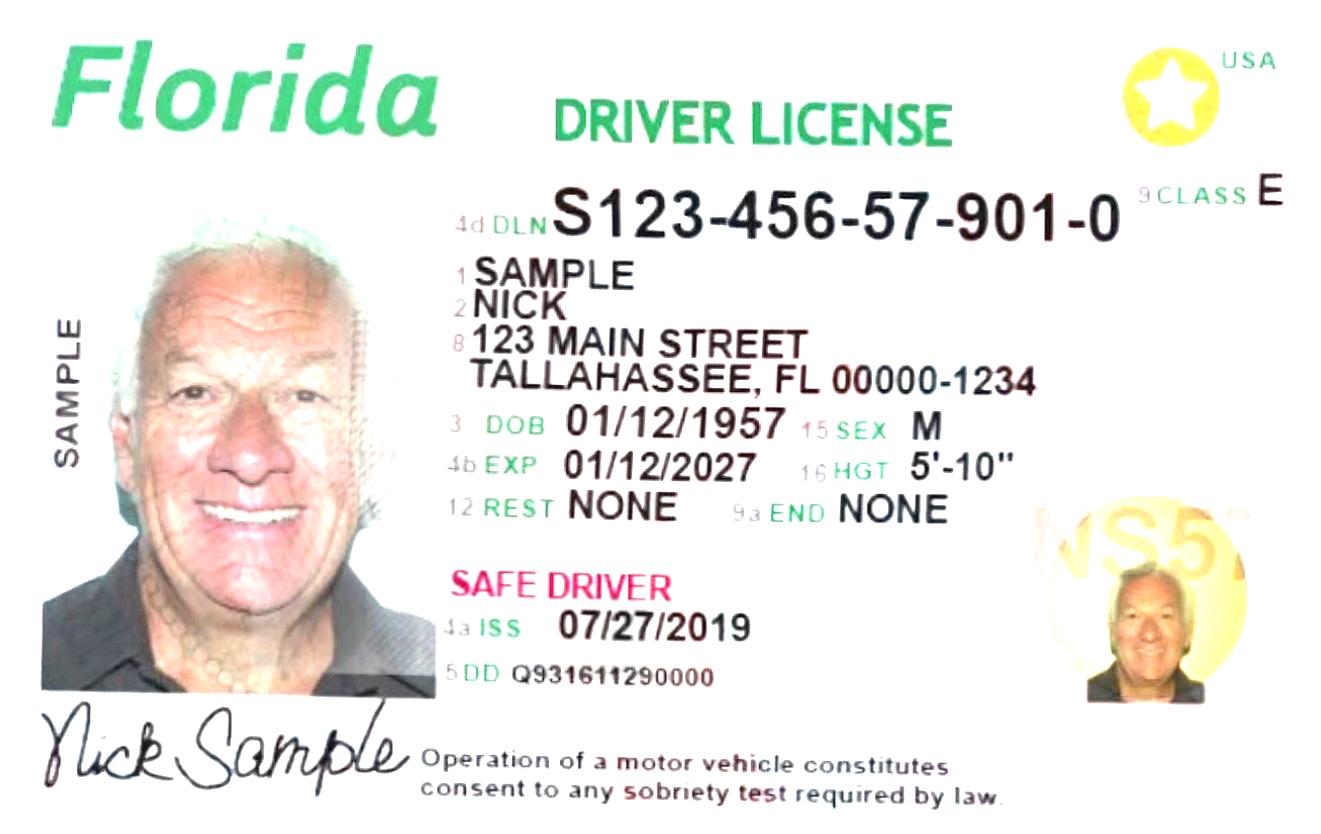 Florida
DRIVER LICENSE
USA
4d DLN S123-456-57-901-0
9 CLASS E
1 SAMPLE
2 NICK
8 123 MAIN STREET
TALLAHASSEE, FL 00000-1234
3 DOB 01/12/1957 15 SEX M
4b EXP 01/12/2027 16 HGT 5'-10"
12 REST NONE 9a END NONE
SAMPLE
SAFE DRIVER
4a ISS 07/27/2019
5 DD Q931611290000
Nick Sample
Operation of a motor vehicle constitutes
consent to any sobriety test required by law.